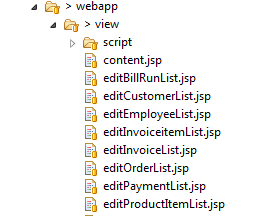 > webapp
> view
script
content.jsp
editBillRunList.jsp
editCustomerList.jsp
editEmployeeList.jsp
editInvoiceitemList.jsp
editInvoiceList.jsp
editOrderList.jsp
editPaymentList.jsp
editProductItemList.jsp